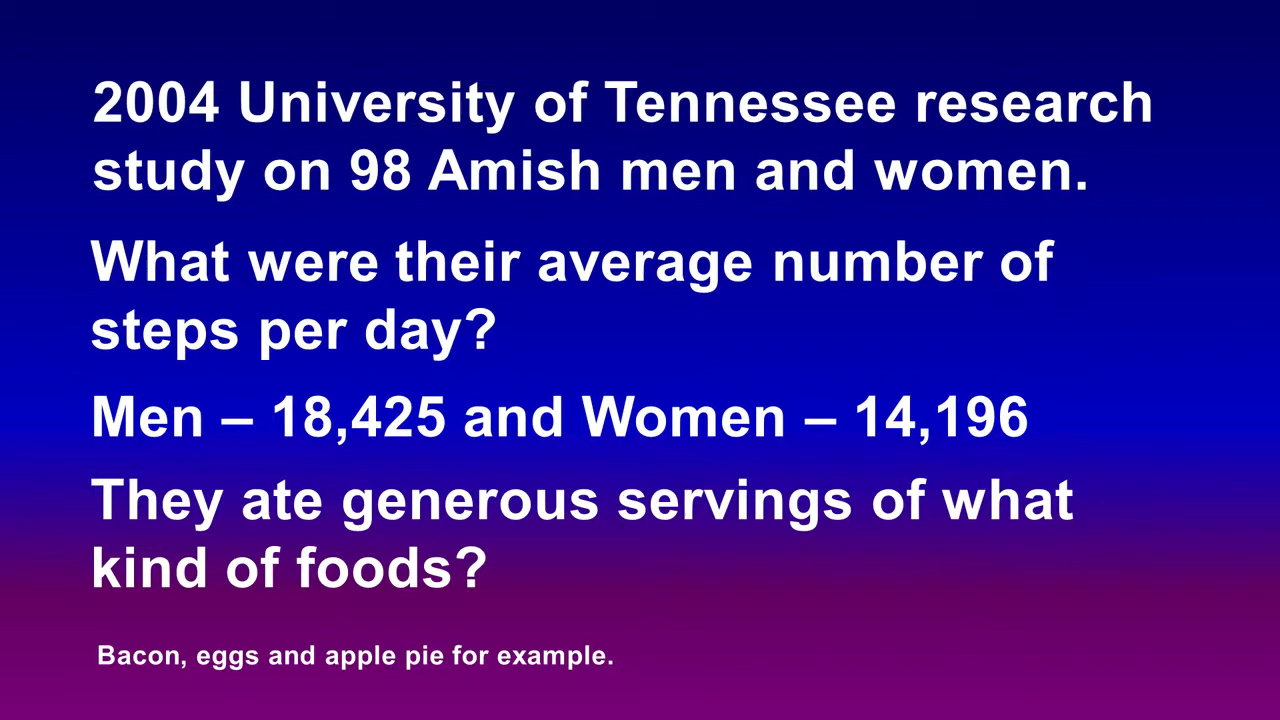 2004 University of Tennessee research
study on 98 Amish men and women.
What were their average number of
steps per day?
Men – 18,425 and Women – 14,196
They ate generous servings of what
kind of foods?
Bacon, eggs and apple pie for example.